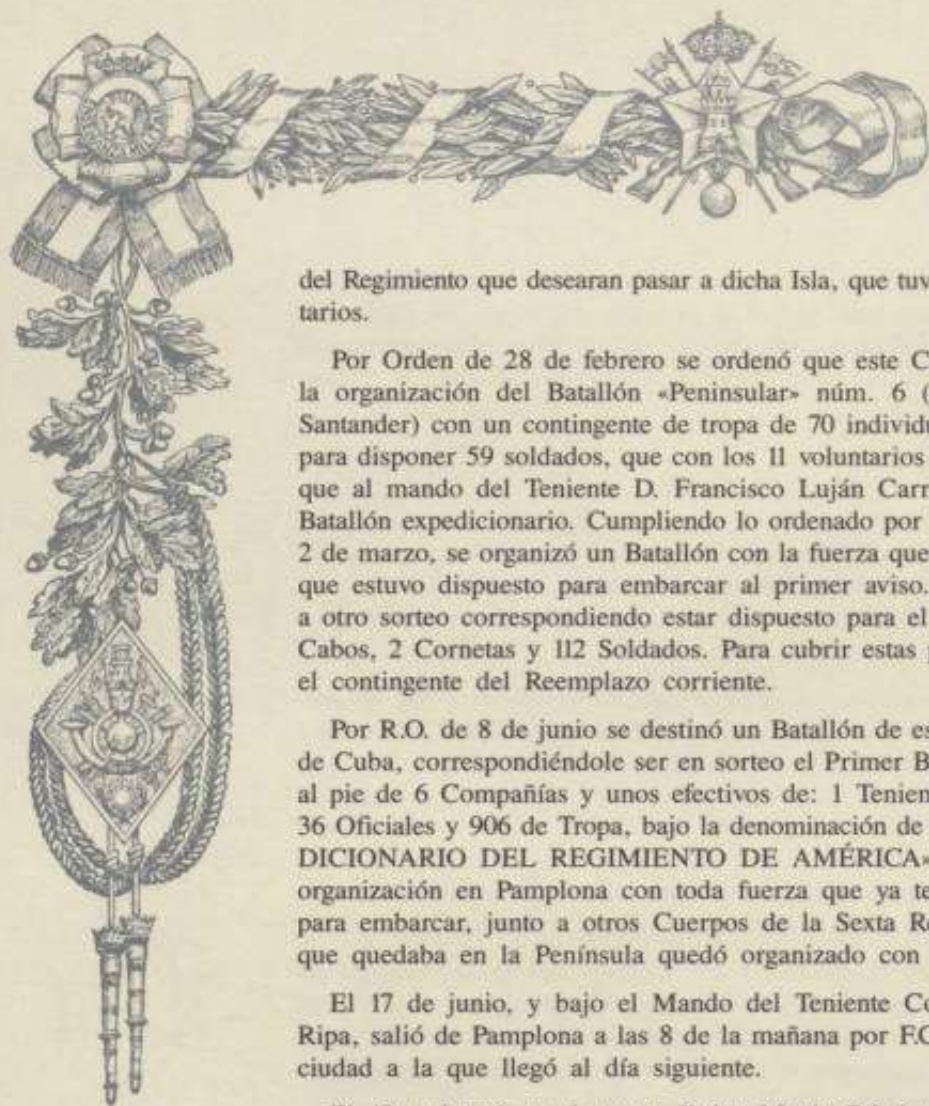 del Regimiento que desearan pasar a dicha Isla, que tuv
tarios.
Por Orden de 28 de febrero se ordenó que este C
la organización del Batallón «Peninsular» núm. 6 (
Santander) con un contingente de tropa de 70 individu
para disponer 59 soldados, que con los 11 voluntarios
que al mando del Teniente D. Francisco Luján Carr
Batallón expedicionario. Cumpliendo lo ordenado por
2 de marzo, se organizó un Batallón con la fuerza que
que estuvo dispuesto para embarcar al primer aviso.
a otro sorteo correspondiendo estar dispuesto para el
Cabos, 2 Cornetas y 112 Soldados. Para cubrir estas p
el contingente del Reemplazo corriente.
Por R.O. de 8 de junio se destinó un Batallón de es
de Cuba, correspondiéndole ser en sorteo el Primer B
al pie de 6 Compañías y unos efectivos de: 1 Tenien
36 Oficiales y 906 de Tropa, bajo la denominación de
DICIONARIO DEL REGIMIENTO DE AMÉRICA»
organización en Pamplona con toda fuerza que ya te
para embarcar, junto a otros Cuerpos de la Sexta Re
que quedaba en la Península quedó organizado con
El 17 de junio, y bajo el Mando del Teniente Co
Ripa, salió de Pamplona a las 8 de la mañana por F.C
ciudad a la que llegó al día siguiente.